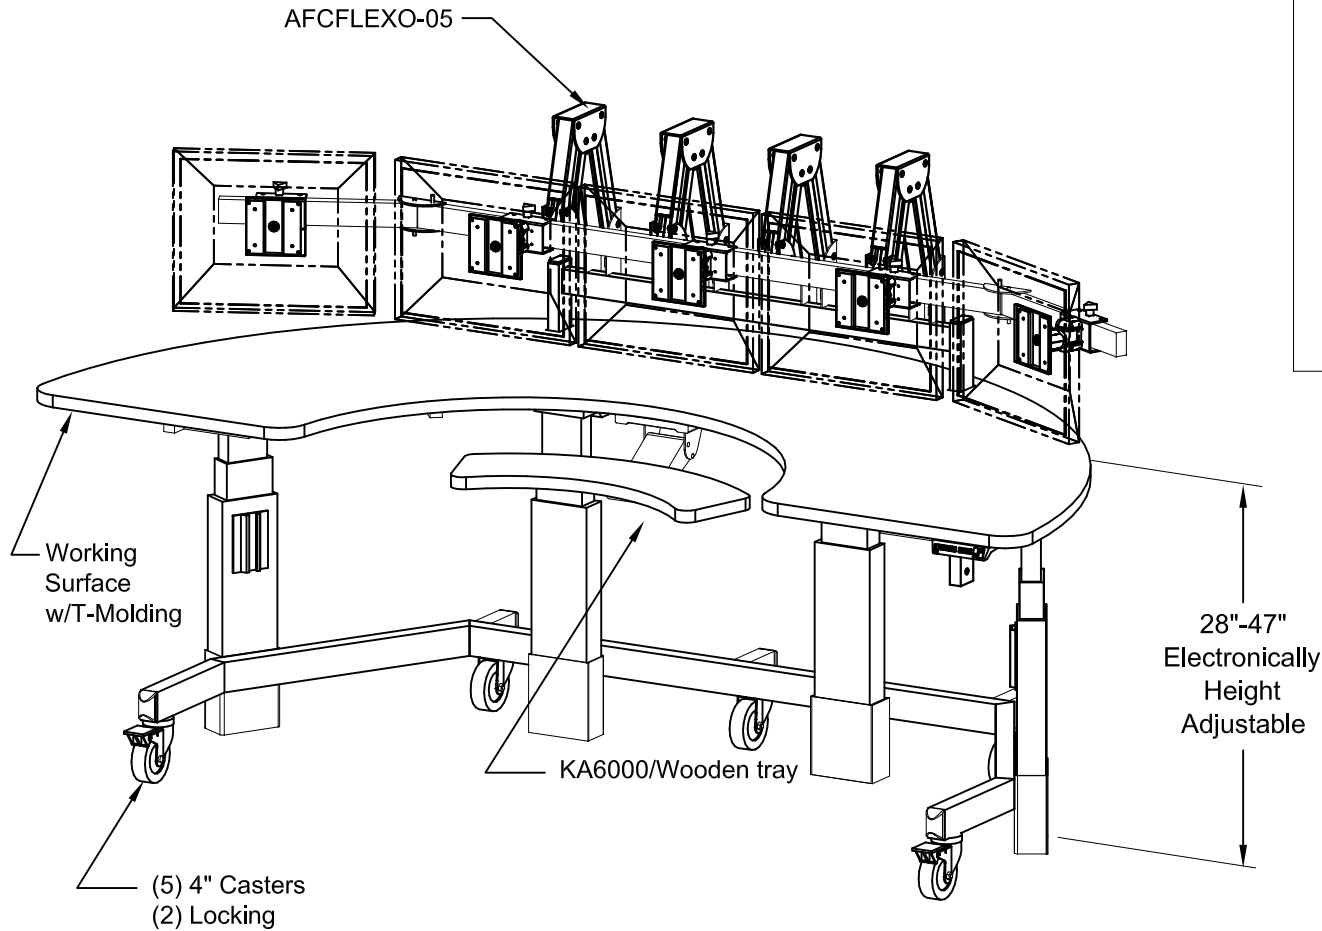 AFCFLEXO-05
Working
Surface
w/T-Molding
28"-47"
Electronically
Height
Adjustable
KA6000/Wooden tray
(5) 4" Casters
(2) Locking